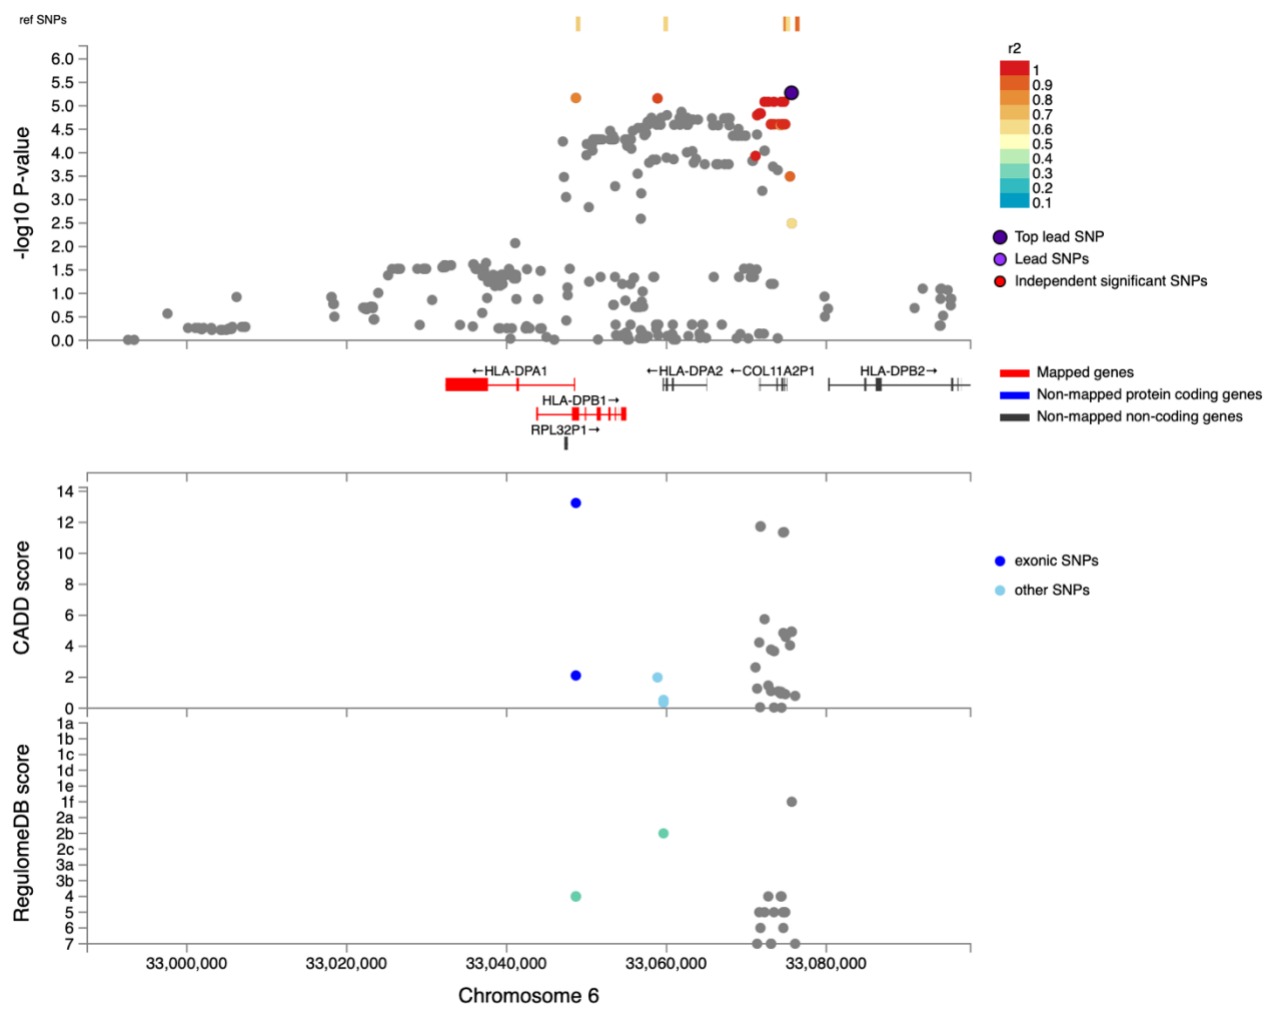 ref SNPs
6.0
5.5
5.0
4.5
4.0
3.5
3.0
2.5
2.0
1.5
1.0
0.5
0.0
-log10 P-value
r2
1
0.9
0.8
0.7
0.6
0.5
0.4
0.3
0.2
0.1
Top lead SNP
Lead SNPs
Independent significant SNPs
←HLA-DPA1
←HLA-DPA2
←COL11A2P1
HLA-DPB2→
HLA-DPB1→
RPL32P1→
Mapped genes
Non-mapped protein coding genes
Non-mapped non-coding genes
14
12
10
8
6
4
2
0
CADD score
exonic SNPs
other SNPs
1a
1b
1c
1d
1e
1f
2a
2b
2c
3a
3b
4
5
6
7
RegulomeDB score
33,000,000
33,020,000
33,040,000
33,060,000
33,080,000
Chromosome 6